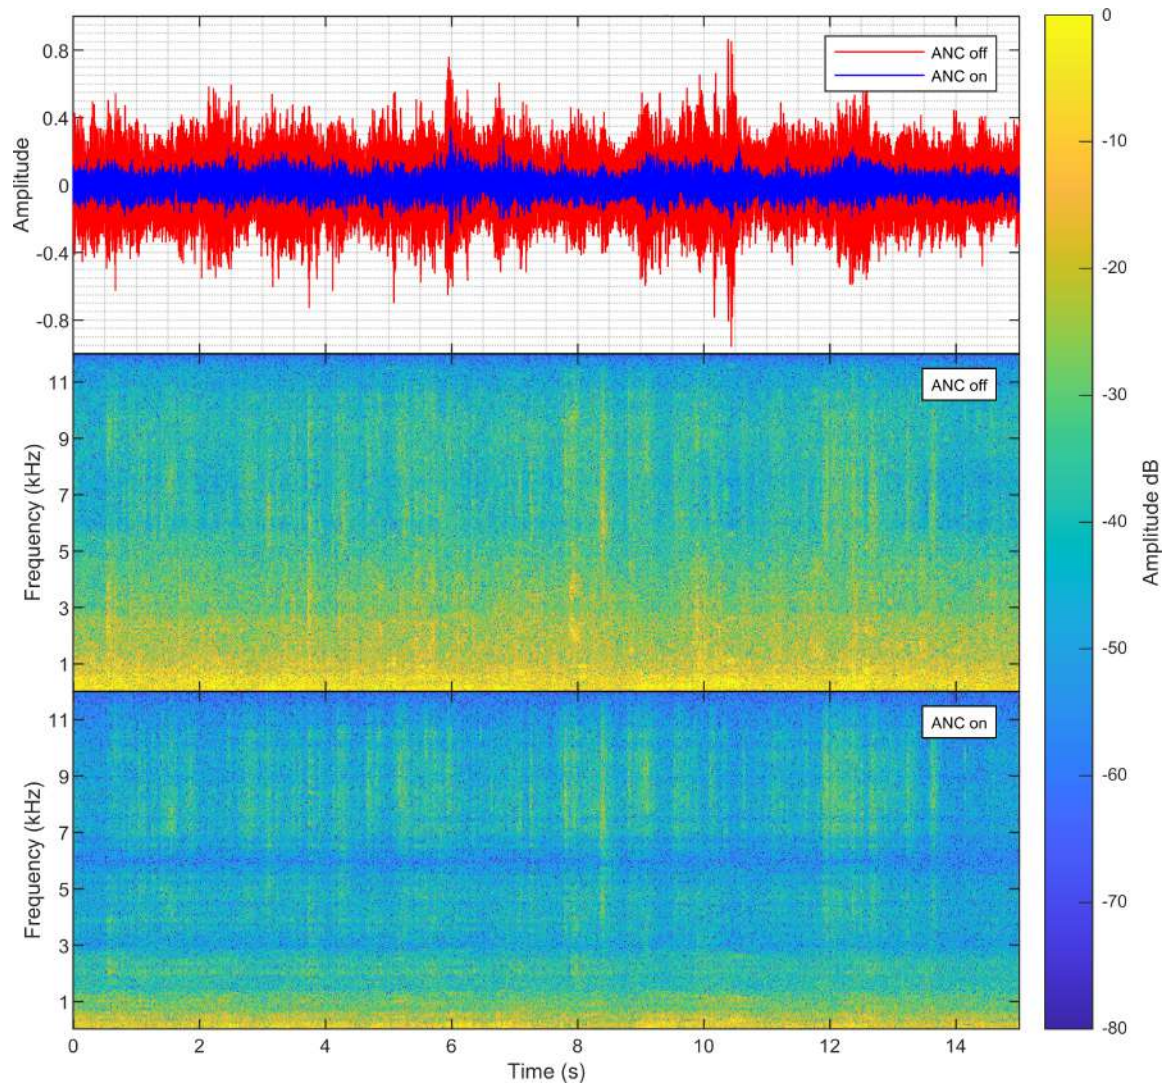 0
ANC off
ANC on
0.8
0.4
0
-0.4
-0.8
Amplitude
-10
-20
-30
-40
-50
-60
-70
-80
Amplitude dB
ANC off
11
9
7
5
3
1
Frequency (kHz)
ANC on
11
9
7
5
3
1
Frequency (kHz)
0 2 4 6 8 10 12 14
Time (s)